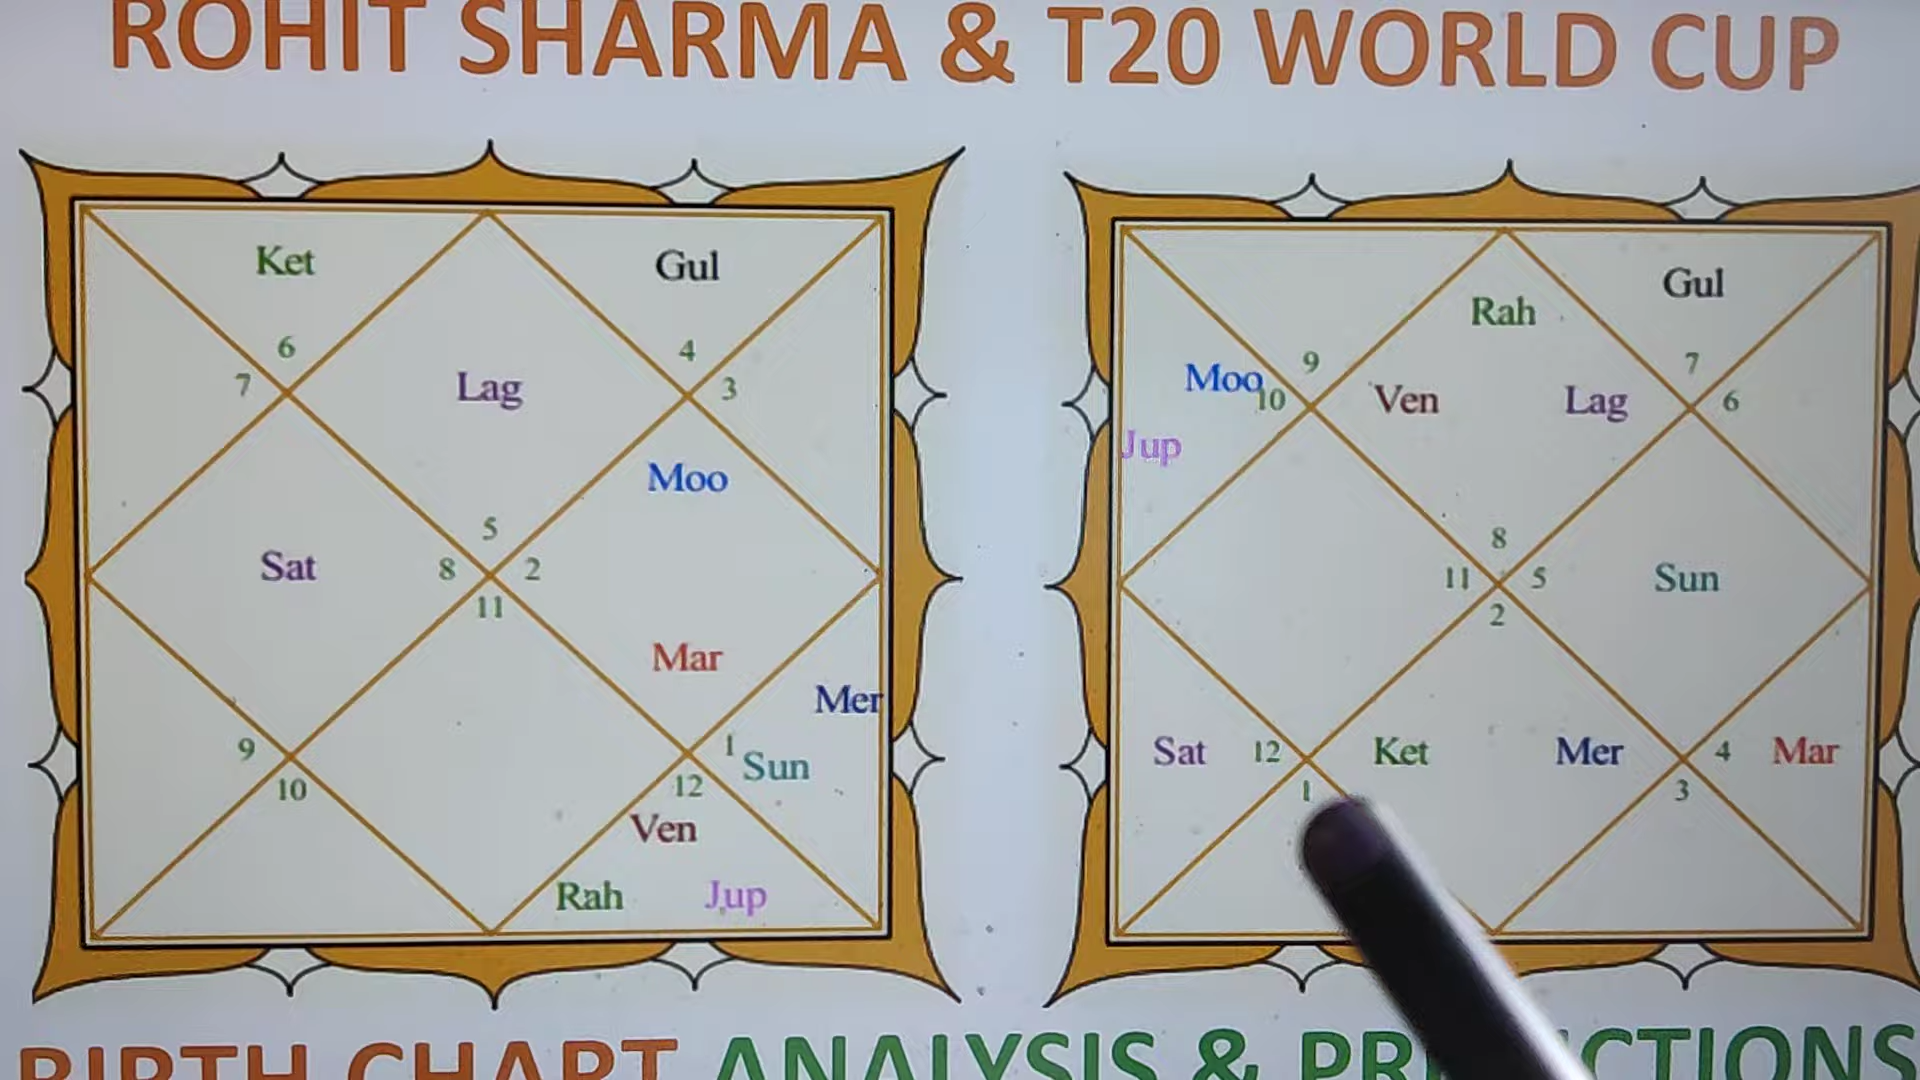 ROHIT SHARMA & T20 WORLD CUP
Ket
Gul
6
4
7
Lag
3
Moo
5
Sat
8
2
11
Mar
Mer
9
1
Sun
10
12
Ven
Rah
Jup
Gul
Rah
9
7
Moo
10
Ven
Lag
6
Jup
8
11
5
Sun
2
Sat
12
Ket
Mer
4
Mar
1
3
BIRTH CHART ANALYSIS &